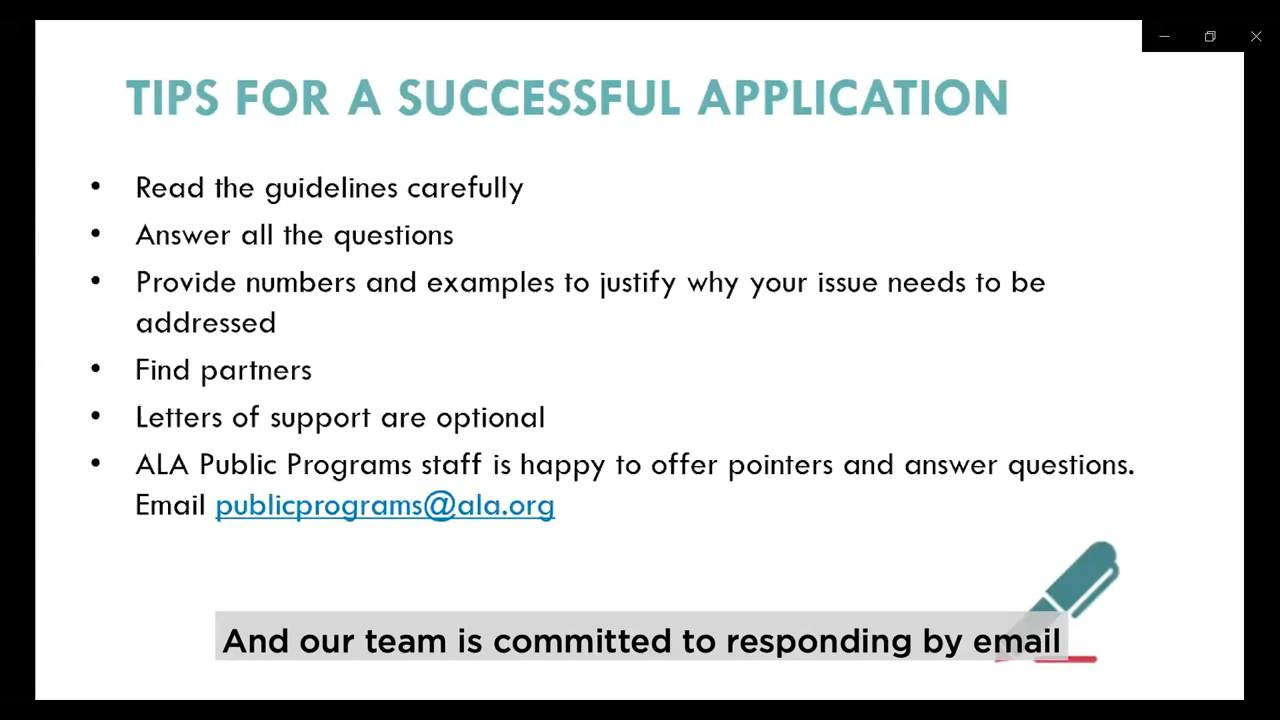 TIPS FOR A SUCCESSFUL APPLICATION
• Read the guidelines carefully
• Answer all the questions
• Provide numbers and examples to justify why your issue needs to be
addressed
• Find partners
• Letters of support are optional
• ALA Public Programs staff is happy to offer pointers and answer questions.
Email publicprograms@ala.org
And our team is committed to responding by email